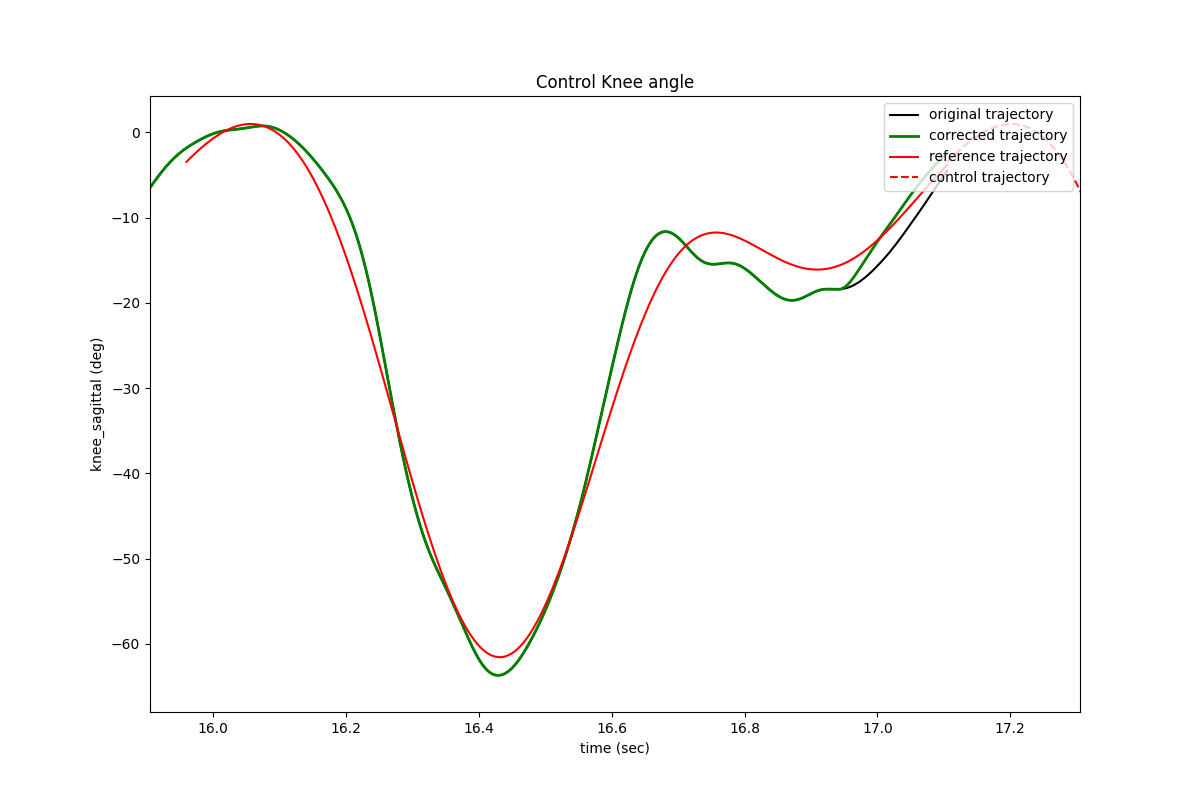 Control Knee angle
original trajectory
corrected trajectory
reference trajectory
control trajectory
knee_sagittal (deg)
0
−10
−20
−30
−40
−50
−60
16.0 16.2 16.4 16.6 16.8 17.0 17.2
time (sec)